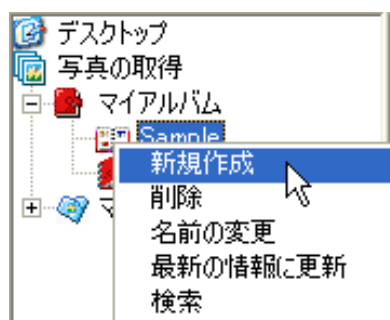 デスクトップ
写真の取得
マイアルバム
Sample
新規作成
削除
名前の変更
最新の情報に更新
検索